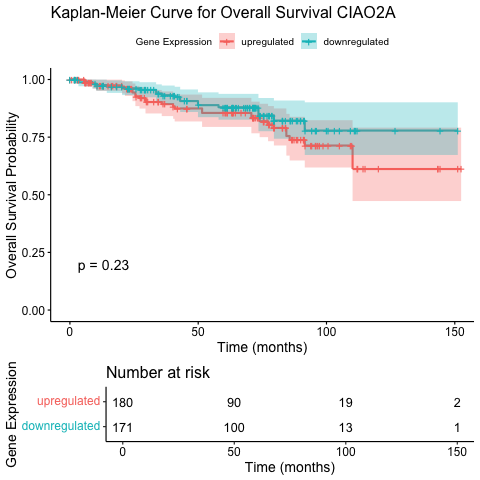 Kaplan-Meier Curve for Overall Survival CIAO2A
Gene Expression upregulated downregulated
Overall Survival Probability
1.00
0.75
0.50
0.25
0.00
p = 0.23
0 50 100 150
Time (months)
Number at risk
Gene Expression
upregulated 180 90 19 2
downregulated 171 100 13 1
0 50 100 150
Time (months)